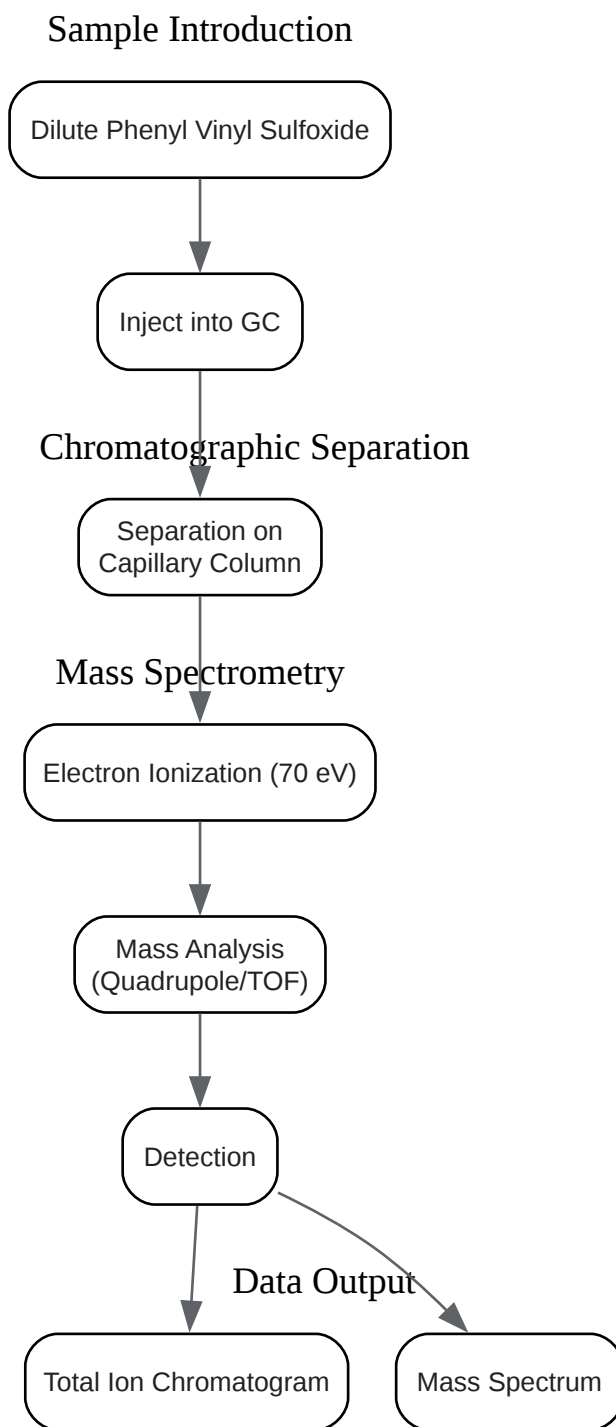 Sample Introduction
Dilute Phenyl Vinyl Sulfoxide
Inject into GC
Chromatographic Separation
Separation on
Capillary Column
Mass Spectrometry
Electron Ionization (70 eV)
Mass Analysis
(Quadrupole/TOF)
Detection
Data Output
Total Ion Chromatogram
Mass Spectrum